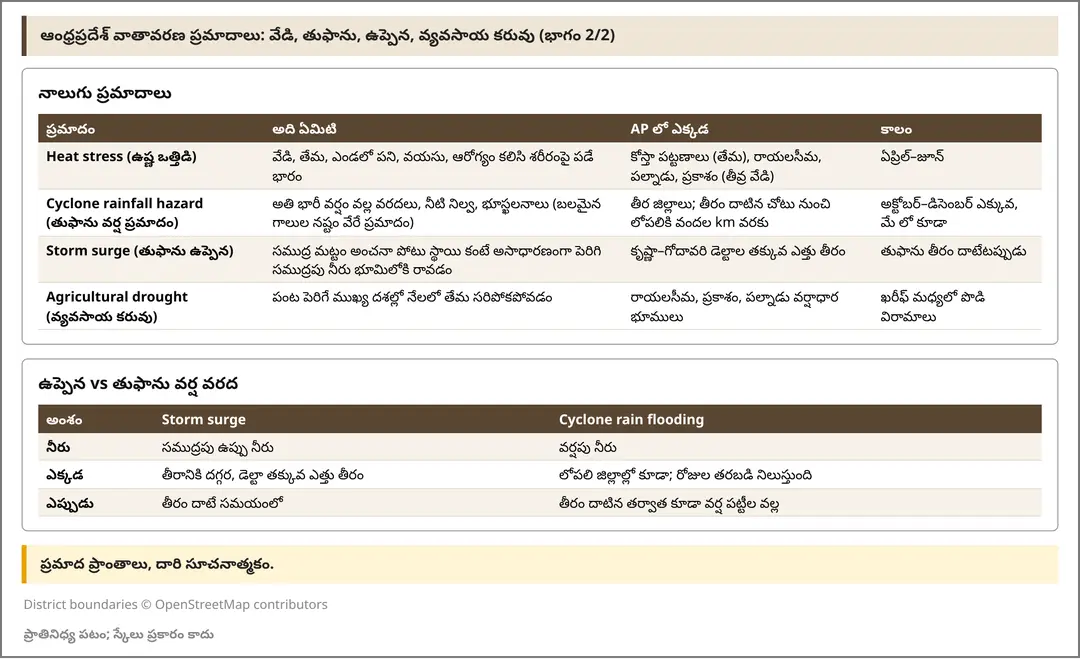 ఆంధ్రప్రదేశ్ వాతావరణ ప్రమాదాలు: వేడి, తుఫాను, ఉప్పెన, వ్యవసాయ కరువు (భాగం 2/2)
నాలుగు ప్రమాదాలు
ప్రమాదం అది ఏమిటి AP లో ఎక్కడ కాలం
Heat stress (ఉష్ణ ఒత్తిడి) వేడి, తేమ, ఎండలో పని, వయసు, ఆరోగ్యం కలిసి శరీరంపై పడే కోస్తా పట్టణాలు (తేమ), రాయలసీమ, ఏప్రిల్–జూన్
భారం పల్నాడు, ప్రకాశం (తీవ్ర వేడి)
Cyclone rainfall hazard అతి భారీ వర్షం వల్ల వరదలు, నీటి నిల్వ, భూస్ఖలనాలు (బలమైన తీర జిల్లాలు; తీరం దాటిన చోటు నుంచి అక్టోబర్–డిసెంబర్ ఎక్కువ,
(తుఫాను వర్ష ప్రమాదం) గాలుల నష్టం వేరే ప్రమాదం) లోపలికి వందల km వరకు మే లో కూడా
Storm surge (తుఫాను ఉప్పెన) సముద్ర మట్టం అంచనా పోటు స్థాయి కంటే అసాధారణంగా పెరిగి కృష్ణా–గోదావరి డెల్టాల తక్కువ ఎత్తు తీరం తుఫాను తీరం దాటేటప్పుడు
సముద్రపు నీరు భూమిలోకి రావడం
Agricultural drought పంట పెరిగే ముఖ్య దశల్లో నేలలో తేమ సరిపోకపోవడం రాయలసీమ, ప్రకాశం, పల్నాడు వర్షాధార ఖరీఫ్ మధ్యలో పొడి
(వ్యవసాయ కరువు) భూములు విరామాలు
ఉప్పెన vs తుఫాను వర్ష వరద
అంశం Storm surge Cyclone rain flooding
నీరు సముద్రపు ఉప్పు నీరు వర్షపు నీరు
ఎక్కడ తీరానికి దగ్గర, డెల్టా తక్కువ ఎత్తు తీరం లోపలి జిల్లాల్లో కూడా; రోజుల తరబడి నిలుస్తుంది
ఎప్పుడు తీరం దాటే సమయంలో తీరం దాటిన తర్వాత కూడా వర్ష పట్టీల వల్ల
ప్రమాద ప్రాంతాలు, దారి సూచనాత్మకం.
District boundaries © OpenStreetMap contributors
ప్రాతినిధ్య పటం; స్కేలు ప్రకారం కాదు